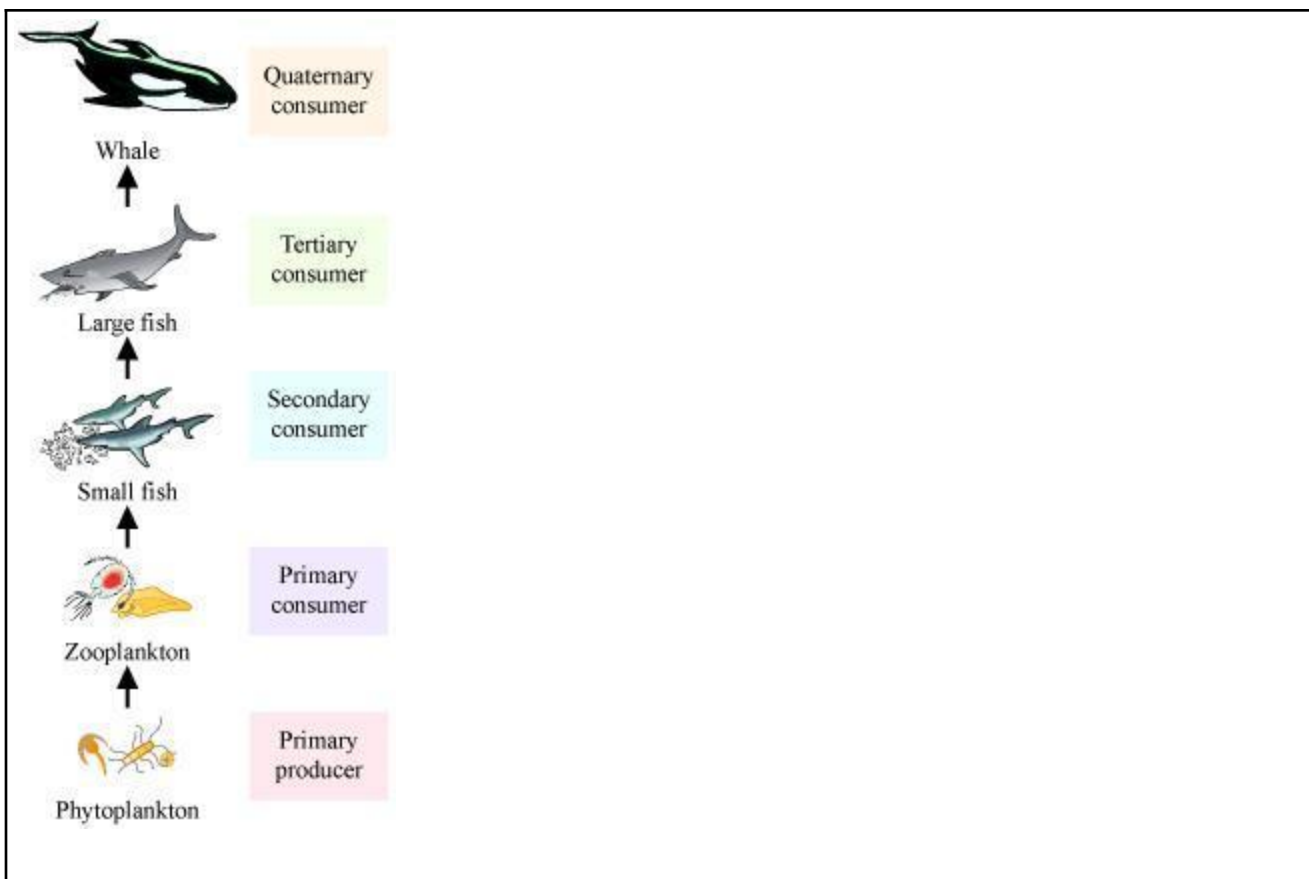 Quaternary
consumer
Whale
Tertiary
consumer
Large fish
Secondary
consumer
Small fish
Primary
consumer
Zooplankton
Primary
producer
Phytoplankton